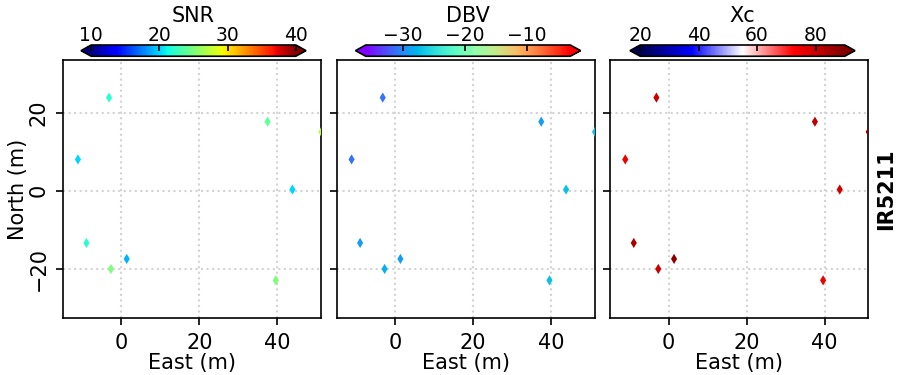 SNR DBV Xc
10 20 30 40 −30 −20 −10 20 40 60 80
20
0
−20
North (m)
0 20 40 0 20 40 0 20 40
East (m) East (m) East (m)
IR5211